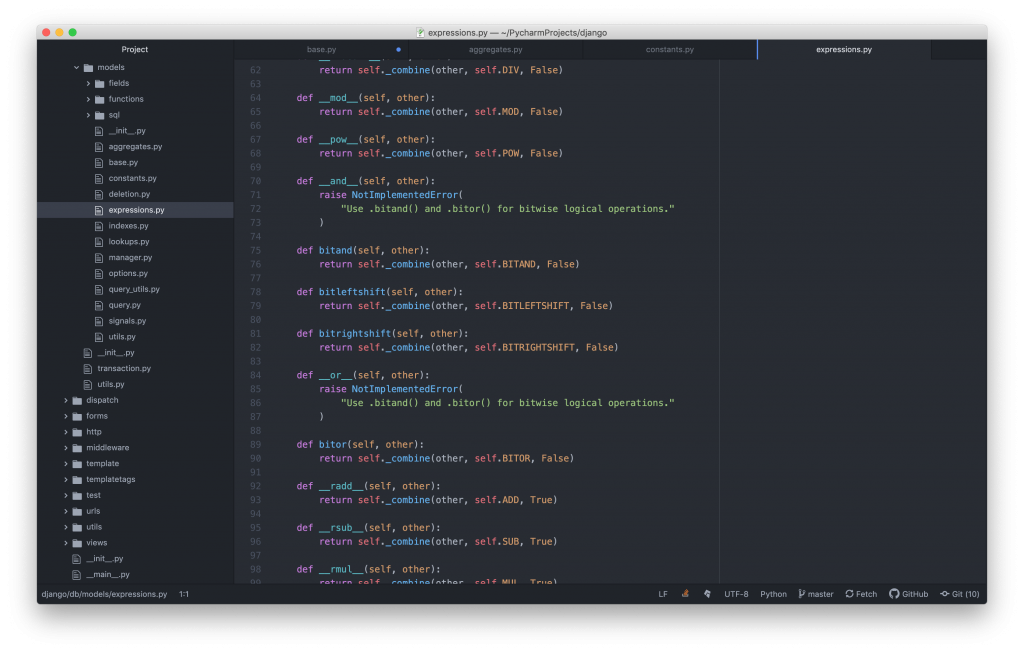 expressions.py — ~/PycharmProjects/django
Project
base.py
aggregates.py
constants.py
expressions.py
models
fields
functions
sql
__init__.py
aggregates.py
base.py
constants.py
deletion.py
expressions.py
indexes.py
lookups.py
manager.py
options.py
query_utils.py
query.py
signals.py
utils.py
__init__.py
transaction.py
utils.py
dispatch
forms
http
middleware
template
templatetags
test
urls
utils
views
__init__.py
__main__.py
62 return self._combine(other, self.DIV, False)
63
64 def __mod__(self, other):
65 return self._combine(other, self.MOD, False)
66
67 def __pow__(self, other):
68 return self._combine(other, self.POW, False)
69
70 def __and__(self, other):
71 raise NotImplementedError(
72 "Use .bitand() and .bitor() for bitwise logical operations."
73 )
74
75 def bitand(self, other):
76 return self._combine(other, self.BITAND, False)
77
78 def bitleftshift(self, other):
79 return self._combine(other, self.BITLEFTSHIFT, False)
80
81 def bitrightshift(self, other):
82 return self._combine(other, self.BITRIGHTSHIFT, False)
83
84 def __or__(self, other):
85 raise NotImplementedError(
86 "Use .bitand() and .bitor() for bitwise logical operations."
87 )
88
89 def bitor(self, other):
90 return self._combine(other, self.BITOR, False)
91
92 def __radd__(self, other):
93 return self._combine(other, self.ADD, True)
94
95 def __rsub__(self, other):
96 return self._combine(other, self.SUB, True)
97
98 def __rmul__(self, other):
99 return self._combine(other, self.MUL, True)
django/db/models/expressions.py 1:1
LF UTF-8 Python master Fetch GitHub Git (10)